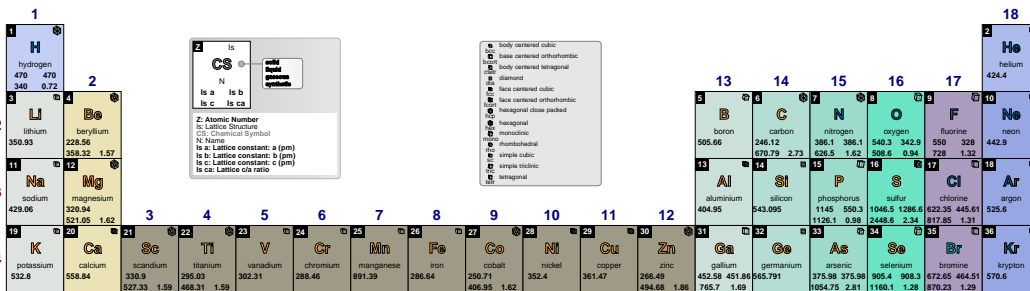 1
18
1
H
hydrogen
470 470
340 0.72
2
He
helium
424.4
2
13 14 15 16 17
Z
ls
CS
N
ls a ls b
ls c ls ca
solid
liquid
gaseous
synthetic
Z: Atomic Number
ls: Lattice Structure
CS: Chemical Symbol
N: Name
ls a: Lattice constant: a (pm)
ls b: Lattice constant: b (pm)
ls c: Lattice constant: c (pm)
ls ca: Lattice c/a ratio
bcc body centered cubic
bcort base centered orthorhombic
ctetr body centered tetragonal
dia diamond
fcc face centered cubic
fcort face centered orthorhombic
hcp hexagonal close packed
hex hexagonal
mono monoclinic
rho rhombohedral
sc simple cubic
tric simple triclinic
tetr tetragonal
3
Li
lithium
350.93
4
Be
beryllium
228.56
358.32 1.57
5
B
boron
505.66
6
C
carbon
246.12
670.79 2.73
7
N
nitrogen
386.1 386.1
626.5 1.62
8
O
oxygen
540.3 342.9
508.6 0.94
9
F
fluorine
550 328
728 1.32
10
Ne
neon
442.9
11
Na
sodium
429.06
12
Mg
magnesium
320.94
521.05 1.62
3 4 5 6 7 8 9 10 11 12
13
Al
aluminium
404.95
14
Si
silicon
543.095
15
P
phosphorus
1145 550.3
1126.1 0.98
16
S
sulfur
1046.5 1286.6
2448.6 2.34
17
Cl
chlorine
622.35 445.61
817.85 1.31
18
Ar
argon
525.6
19
K
potassium
532.8
20
Ca
calcium
558.84
21
Sc
scandium
330.9
527.33 1.59
22
Ti
titanium
295.03
468.31 1.59
23
V
vanadium
302.31
24
Cr
chromium
288.46
25
Mn
manganese
891.39
26
Fe
iron
286.64
27
Co
cobalt
250.71
406.95 1.62
28
Ni
nickel
352.4
29
Cu
copper
361.47
30
Zn
zinc
266.49
494.68 1.86
31
Ga
gallium
452.58 451.86
765.7 1.69
32
Ge
germanium
565.791
33
As
arsenic
375.98 375.98
1054.75 2.81
34
Se
selenium
905.4 908.3
1160.1 1.28
35
Br
bromine
672.65 464.51
870.23 1.29
36
Kr
krypton
570.6